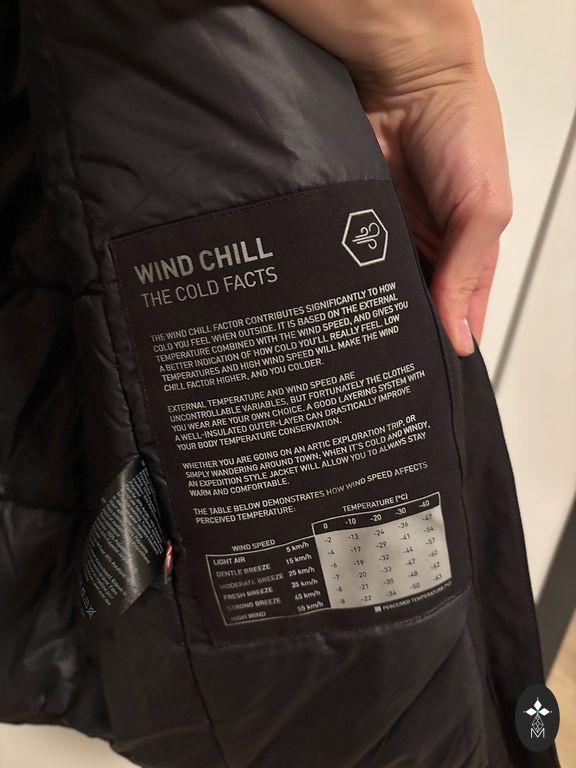 WIND CHILL
THE COLD FACTS
THE WIND CHILL FACTOR CONTRIBUTES SIGNIFICANTLY TO HOW
COLD YOU FEEL WHEN OUTSIDE. IT IS BASED ON THE EXTERNAL
TEMPERATURE COMBINED WITH THE WIND SPEED, AND GIVES YOU
A BETTER INDICATION OF HOW COLD YOU'LL REALLY FEEL. LOW
TEMPERATURES AND HIGH WIND SPEED WILL MAKE THE WIND
CHILL FACTOR HIGHER, AND YOU COLDER.
EXTERNAL TEMPERATURE AND WIND SPEED ARE
UNCONTROLLABLE VARIABLES, BUT FORTUNATELY THE CLOTHES
YOU WEAR ARE YOUR OWN CHOICE. A GOOD LAYERING SYSTEM WITH
A WELL-INSULATED OUTER-LAYER CAN DRASTICALLY IMPROVE
YOUR BODY TEMPERATURE CONSERVATION.
WHETHER YOU ARE GOING ON AN ARTIC EXPLORATION TRIP, OR
SIMPLY WANDERING AROUND TOWN; WHEN IT'S COLD AND WINDY,
AN EXPEDITION STYLE JACKET WILL ALLOW YOU TO ALWAYS STAY
WARM AND COMFORTABLE.
THE TABLE BELOW DEMONSTRATES HOW WIND SPEED AFFECTS
PERCEIVED TEMPERATURE:
TEMPERATURE (°C)
WIND SPEED 0 -10 -20 -30 -40
LIGHT AIR 5 km/h -2 -13 -24 -36 -47
GENTLE BREEZE 15 km/h -4 -17 -29 -41 -54
MODERATE BREEZE 25 km/h -6 -19 -32 -44 -57
FRESH BREEZE 35 km/h -7 -20 -33 -47 -60
STRONG BREEZE 45 km/h -8 -21 -35 -48 -62
HIGH WIND 55 km/h -8 -22 -36 -50 -63
PERCEIVED TEMPERATURE (°C)
M